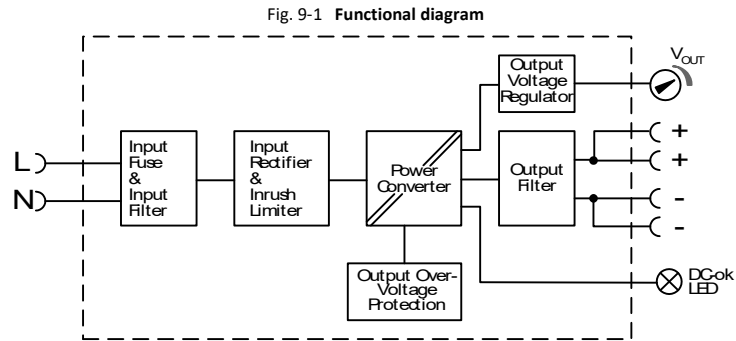 Fig. 9-1 Functional diagram
Output
Voltage
Regulator
VOUT
L
N
Input
Fuse
&
Input
Filter
Input
Rectifier
&
Inrush
Limiter
Power
Converter
Output
Filter
+
+
-
-
Output Over-
Voltage
Protection
DC-ok
LED